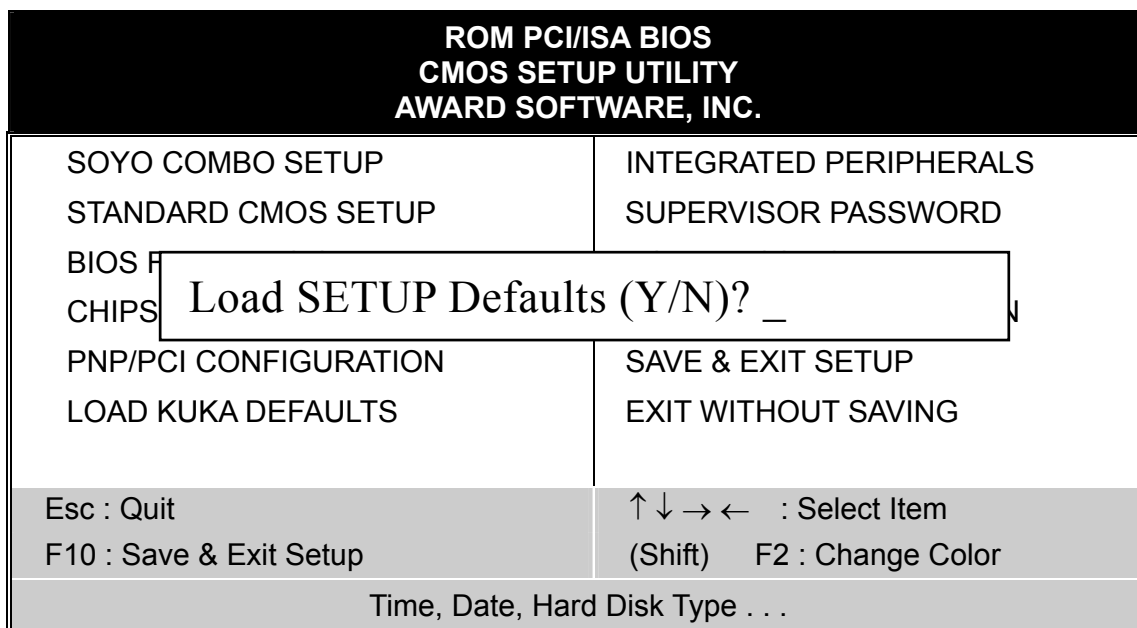 ROM PCI/ISA BIOS
CMOS SETUP UTILITY
AWARD SOFTWARE, INC.
SOYO COMBO SETUP
INTEGRATED PERIPHERALS
STANDARD CMOS SETUP
SUPERVISOR PASSWORD
BIOS
CHIPS
Load SETUP Defaults (Y/N)? _
PNP/PCI CONFIGURATION
SAVE & EXIT SETUP
LOAD KUKA DEFAULTS
EXIT WITHOUT SAVING
Esc : Quit
↑ ↓ → ← : Select Item
F10 : Save & Exit Setup
(Shift) F2 : Change Color
Time, Date, Hard Disk Type . . .